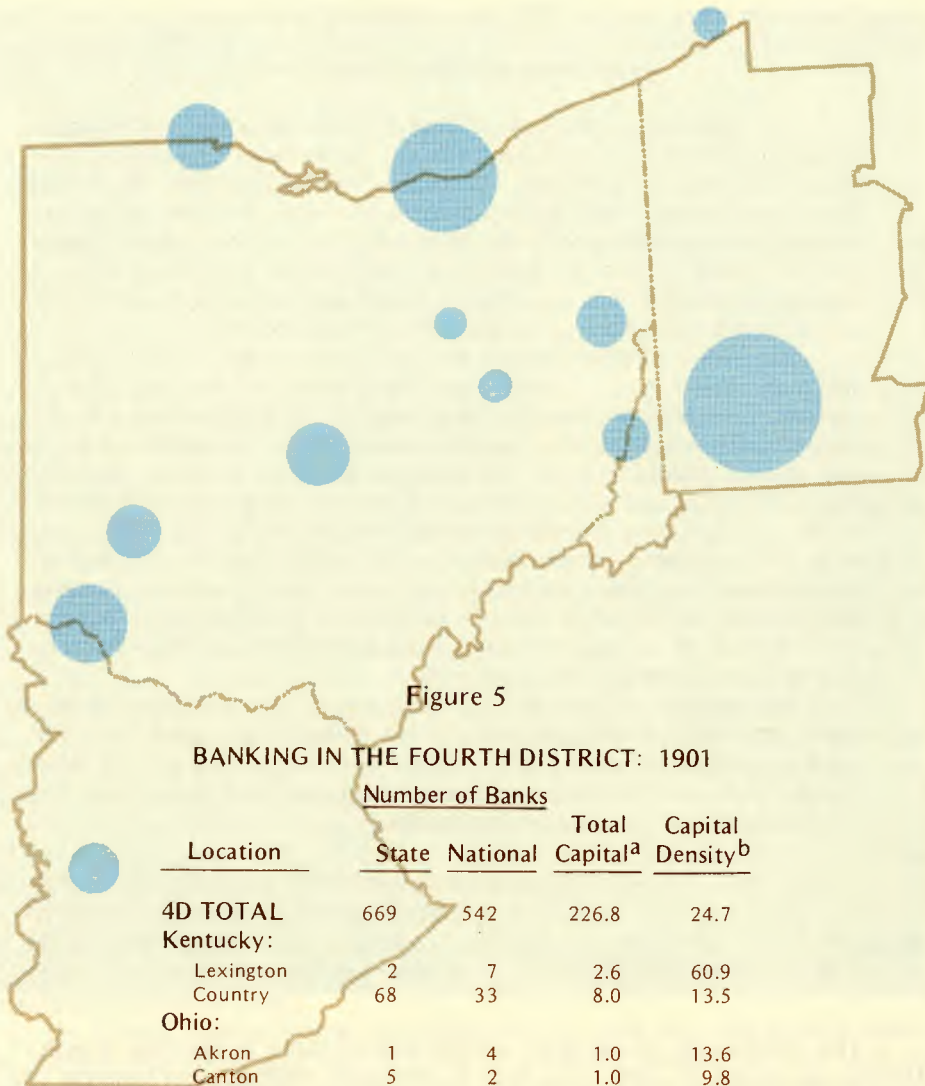 Figure 5
BANKING IN THE FOURTH DISTRICT: 1901
Number of Banks
Total Capital
Location State National Capitalᵃ Densityᵇ
4D TOTAL 669 542 226.8 24.7
Kentucky:
Lexington 2 7 2.6 60.9
Country 68 33 8.0 13.5
Ohio:
Akron 1 4 1.0 13.6
Canton 5 2 1.0 9.8